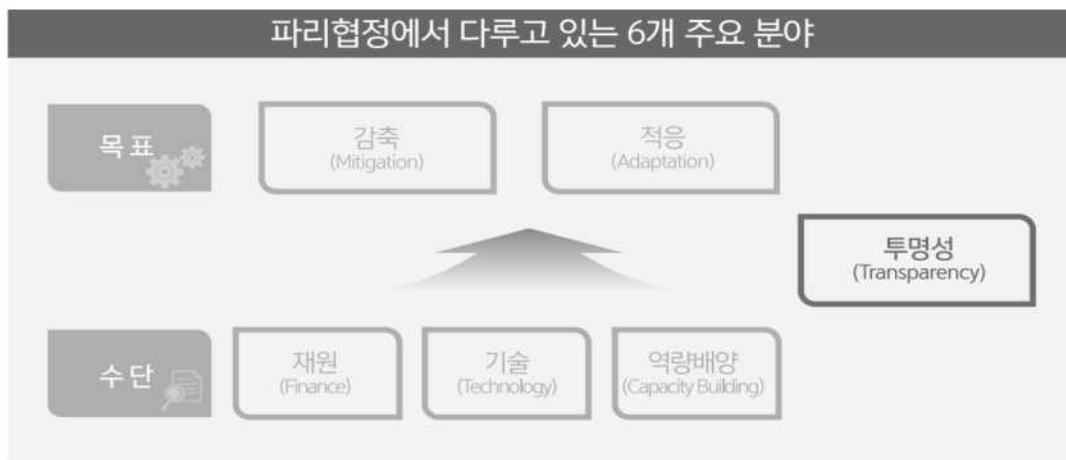 파리협정에서 다루고 있는 6개 주요 분야
목표
감축
(Mitigation)
적응
(Adaptation)
투명성
(Transparency)
수단
재원
(Finance)
기술
(Technology)
역량배양
(Capacity Building)